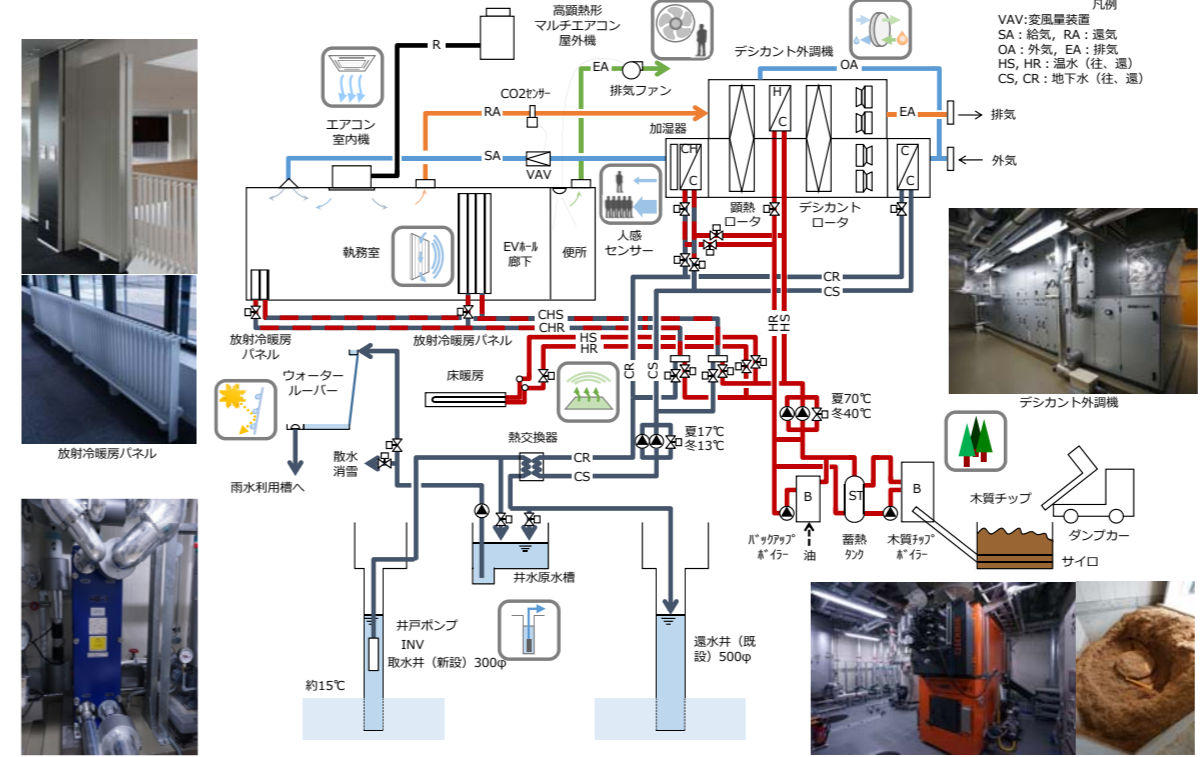 凡例
VAV:変風量装置
SA:給気, RA:還気
OA:外気, EA:排気
HS, HR:温水(往、還)
CS, CR:地下水(往、還)
高顕熱形
マルチエアコン
屋外機
R
エアコン
室内機
EA
排気ファン
デシカント外調機
OA
CO2センサー
RA
加湿器
SA
VAV
H
C
CH
C
C
C
EA
排気
外気
顕熱
ロータ
デシカント
ロータ
人感
センサー
執務室
EVホール
廊下
便所
CR
CS
CHS
CHR
HS
HR
HR
HS
CR
CS
放射冷暖房
パネル
放射冷暖房パネル
ウォーター
ルーバー
床暖房
夏70℃
冬40℃
夏17℃
冬13℃
熱交換器
CR
CS
散水
消雪
雨水利用槽へ
井水原水槽
B
ST
B
バックアップ
ボイラー
油
蓄熱
タンク
木質チップ
ボイラー
木質チップ
ダンプカー
サイロ
井戸ポンプ
INV
取水井(新設)300φ
約15℃
還水井(既
設)500φ
放射冷暖房パネル
デシカント外調機